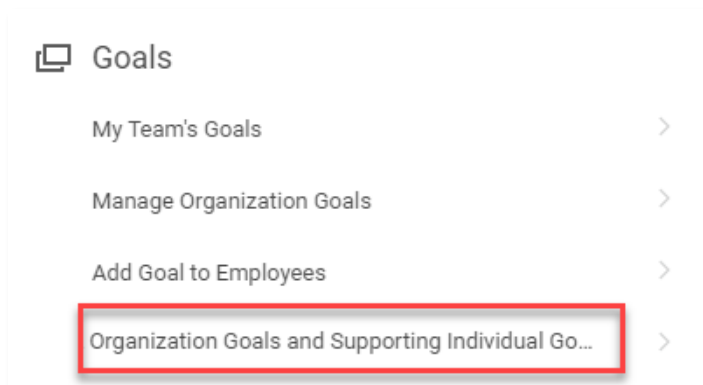 Goals
My Team's Goals
Manage Organization Goals
Add Goal to Employees
Organization Goals and Supporting Individual Go...